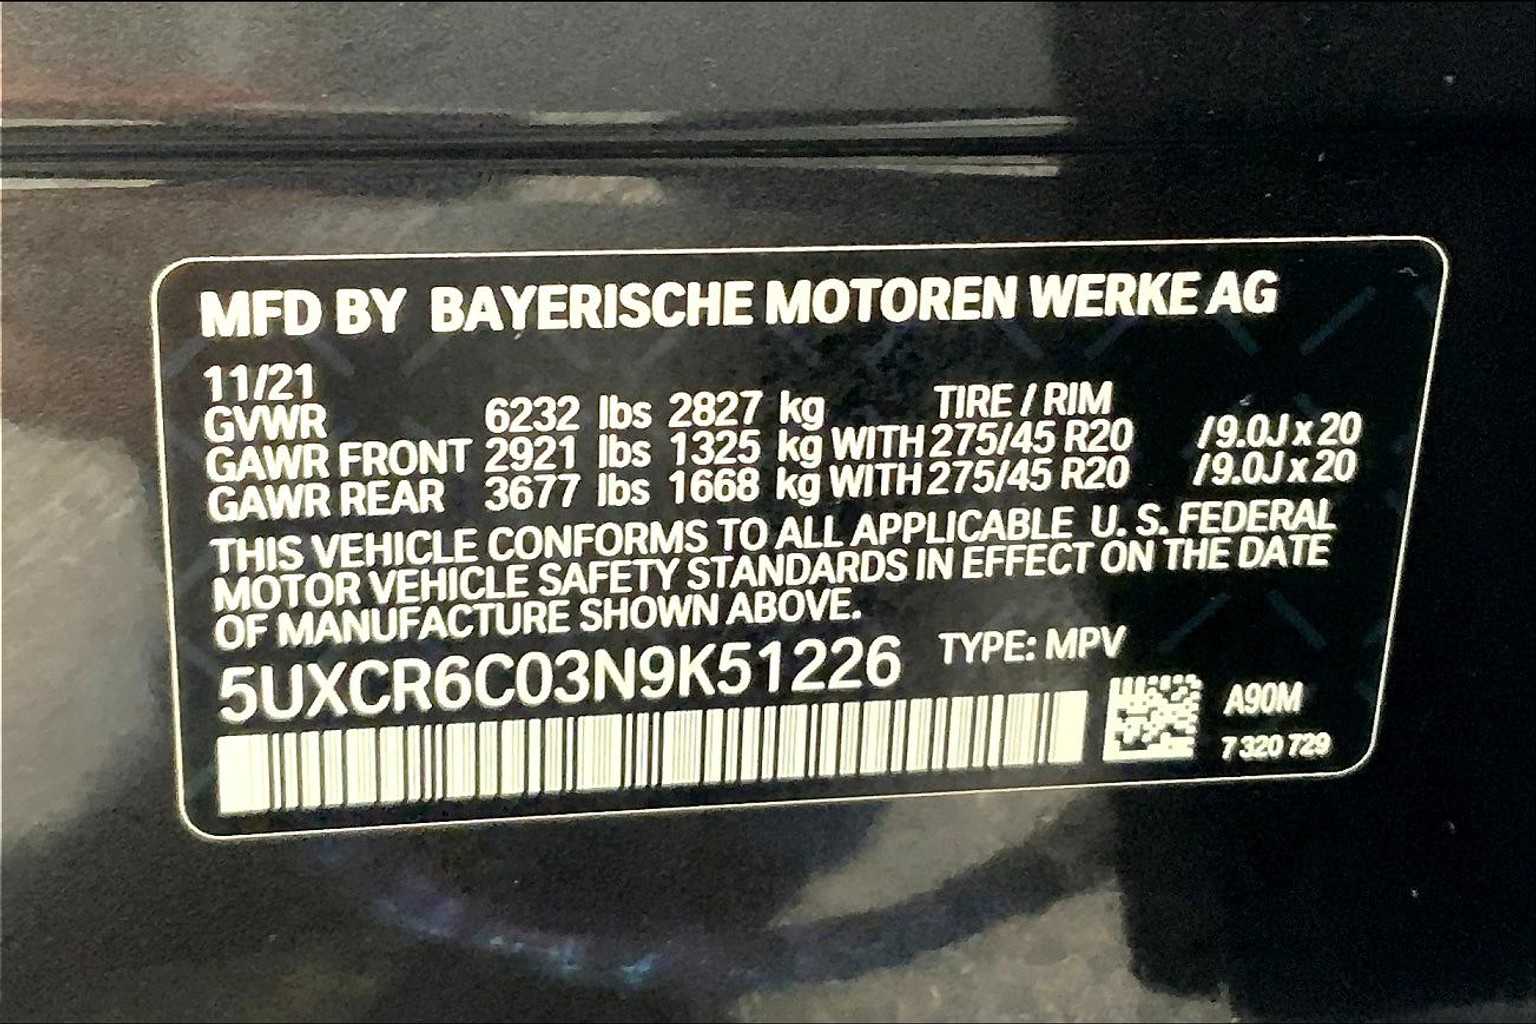 MFD BY BAYERISCHE MOTOREN WERKE AG
11/21
GVWR 6232 lbs 2827 kg TIRE / RIM
GAWR FRONT 2921 lbs 1325 kg WITH 275/45 R20 /9.0J x 20
GAWR REAR 3677 lbs 1668 kg WITH 275/45 R20 /9.0J x 20
THIS VEHICLE CONFORMS TO ALL APPLICABLE U. S. FEDERAL
MOTOR VEHICLE SAFETY STANDARDS IN EFFECT ON THE DATE
OF MANUFACTURE SHOWN ABOVE.
5UXCR6C03N9K51226 TYPE: MPV
A90M
7 320 729